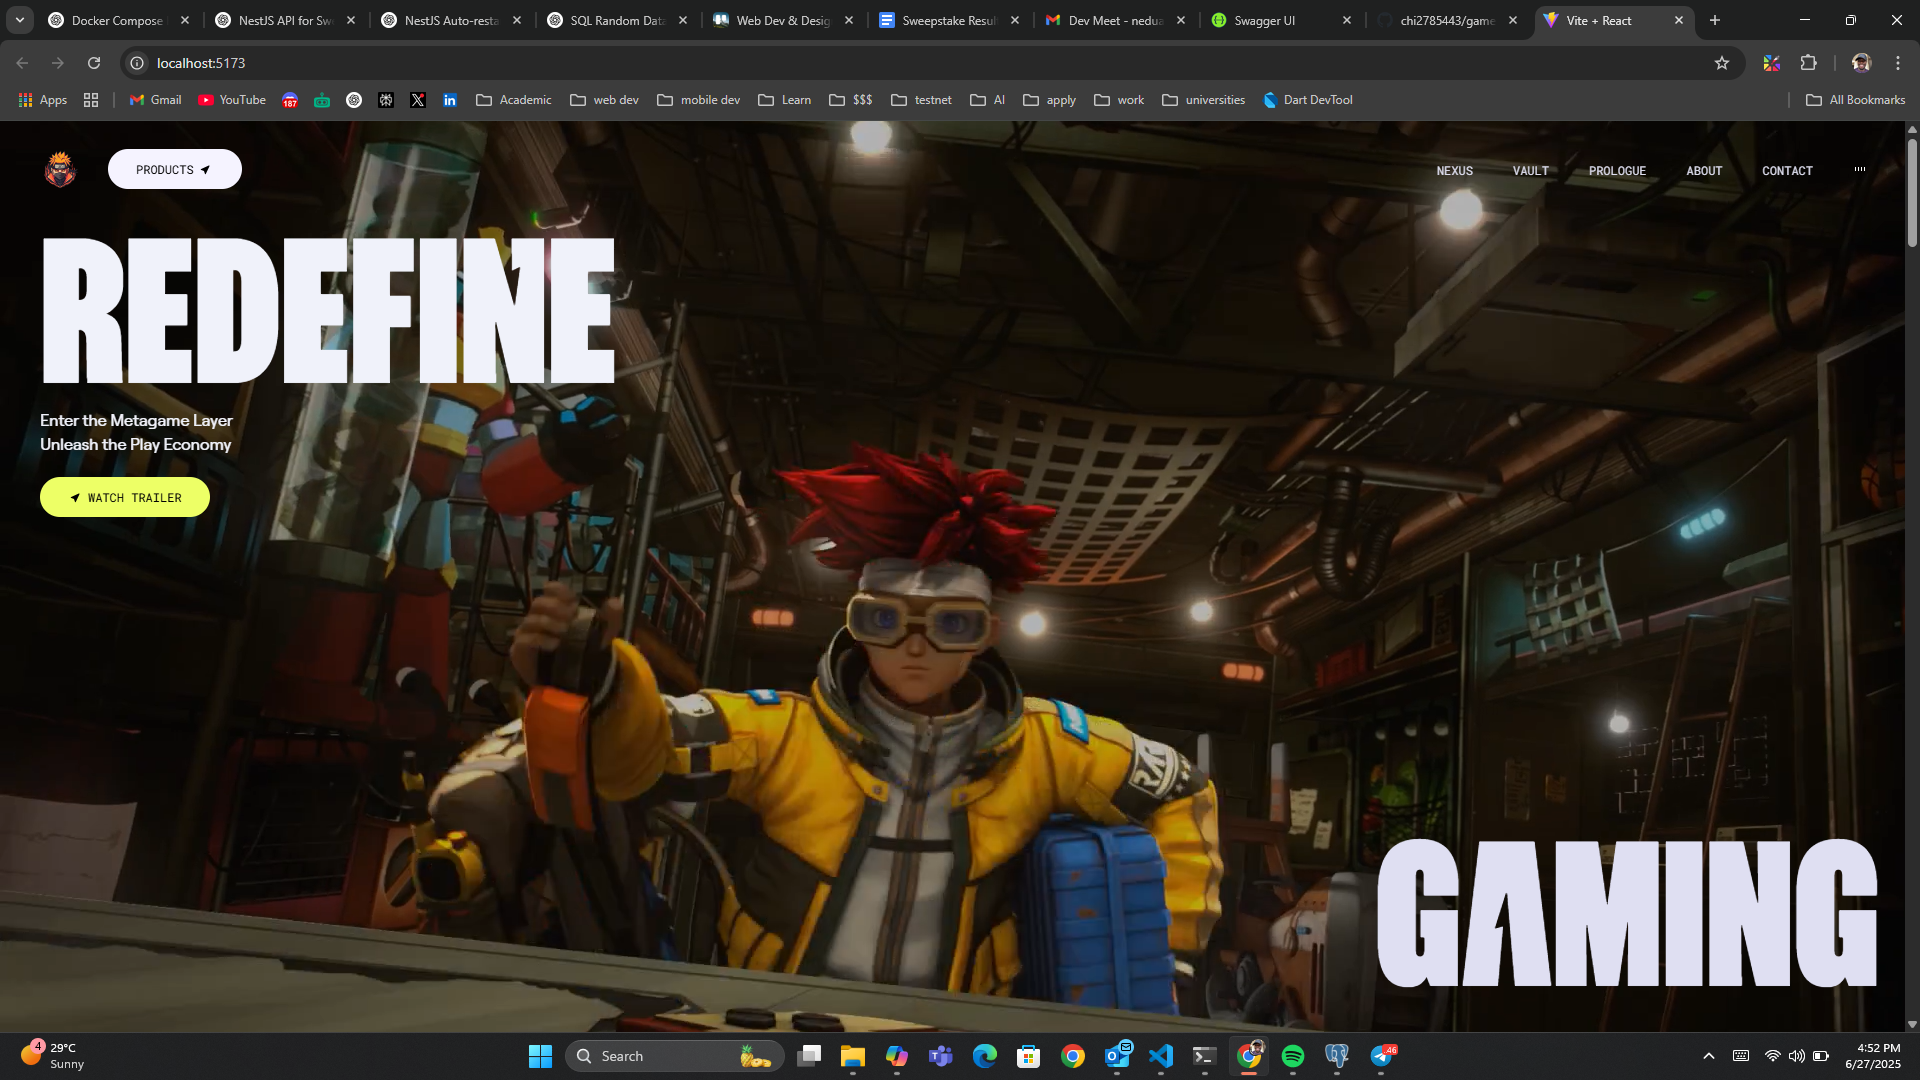 Docker Compose
NestJS API for Sw
NestJS Auto-resta
SQL Random Data
Web Dev & Desig
Sweepstake Resul
Dev Meet - nedua
Swagger UI
chi2785443/game
Vite + React
localhost:5173
Apps
Gmail
YouTube
187
Academic
web dev
mobile dev
Learn
$$$
testnet
AI
apply
work
universities
Dart DevTool
All Bookmarks
PRODUCTS
NEXUS
VAULT
PROLOGUE
ABOUT
CONTACT
REDEFINE
Enter the Metagame Layer
Unleash the Play Economy
WATCH TRAILER
GAMING
4
29°C
Sunny
Search
46
4:52 PM
6/27/2025